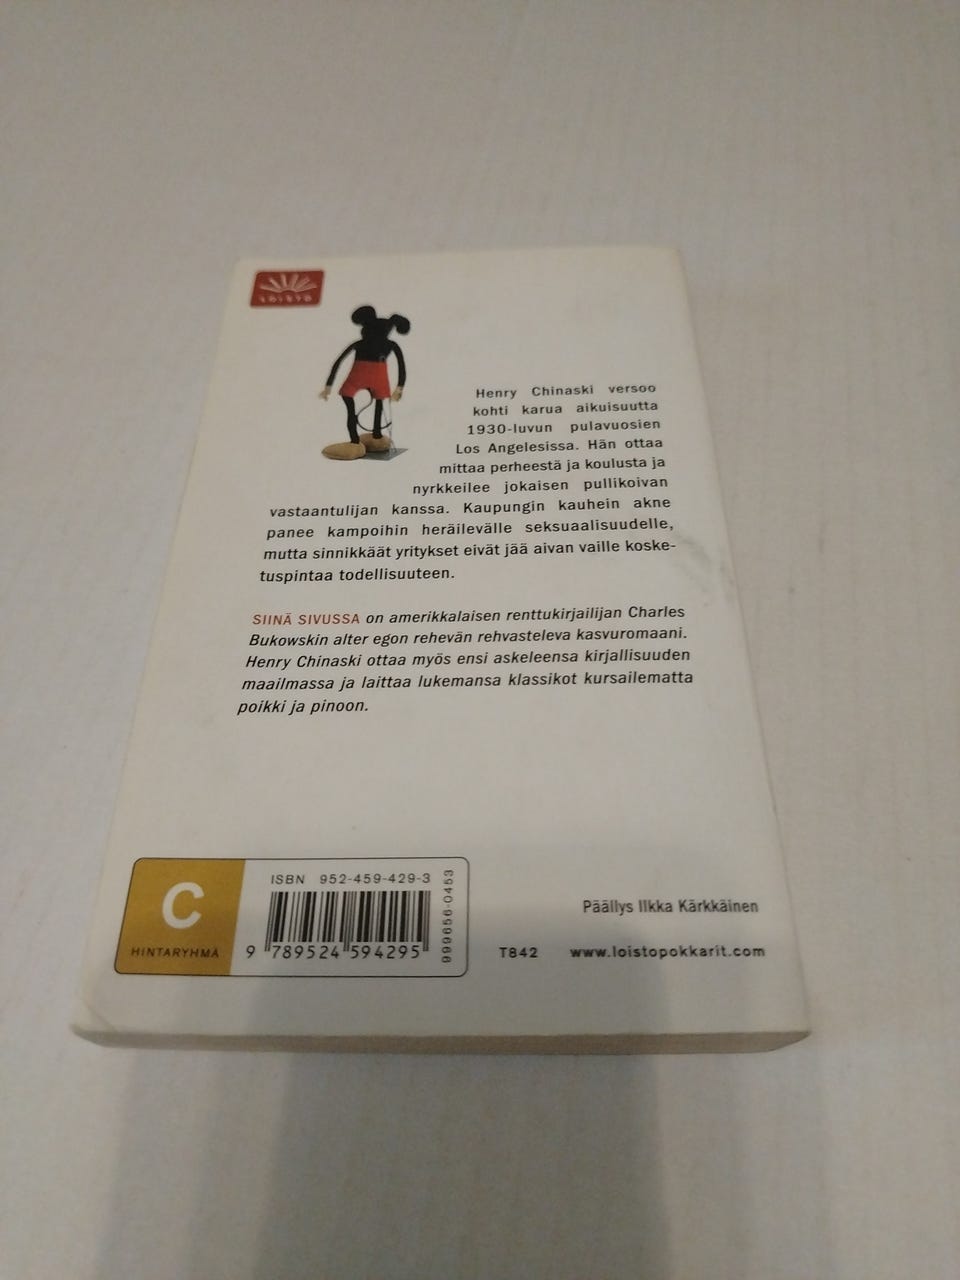 LOISTO
Henry Chinaski versoo
kohti karua aikuisuutta
1930-luvun pulavuosien
Los Angelesissa. Hän ottaa
mittaa perheestä ja koulusta ja
nyrkkeilee jokaisen pullikoivan
vastaantulijan kanssa. Kaupungin kauhein akne
panee kampoihin heräilevälle seksuaalisuudelle,
mutta sinnikkäät yritykset eivät jää aivan vaille koske-
tuspintaa todellisuuteen.
SIINÄ SIVUSSA on amerikkalaisen renttukirjailijan Charles
Bukowskin alter egon rehevän rehvasteleva kasvuromaani.
Henry Chinaski ottaa myös ensi askeleensa kirjallisuuden
maailmassa ja laittaa lukemansa klassikot kursailematta
poikki ja pinoon.
C
HINTARYHMÄ
ISBN 952-459-429-3
9 789524 594295
999656-0453
Päällys Ilkka Kärkkäinen
T842 www.loistopokkarit.com